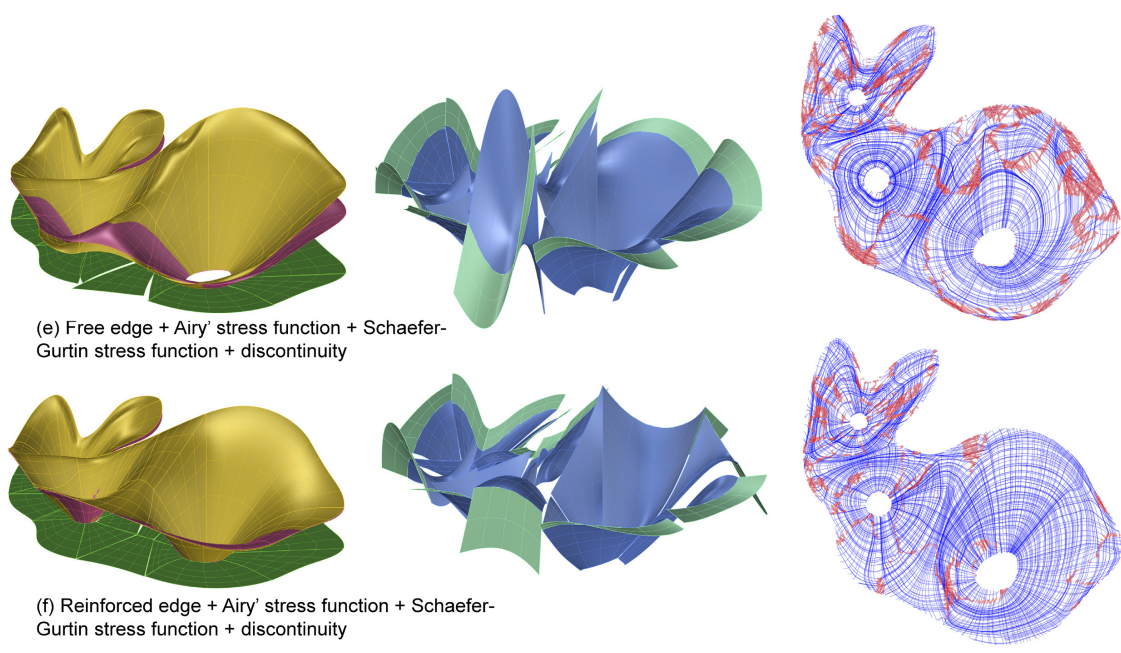 (e) Free edge + Airy’ stress function + Schaefer-
Gurtin stress function + discontinuity
(f) Reinforced edge + Airy’ stress function + Schaefer-
Gurtin stress function + discontinuity